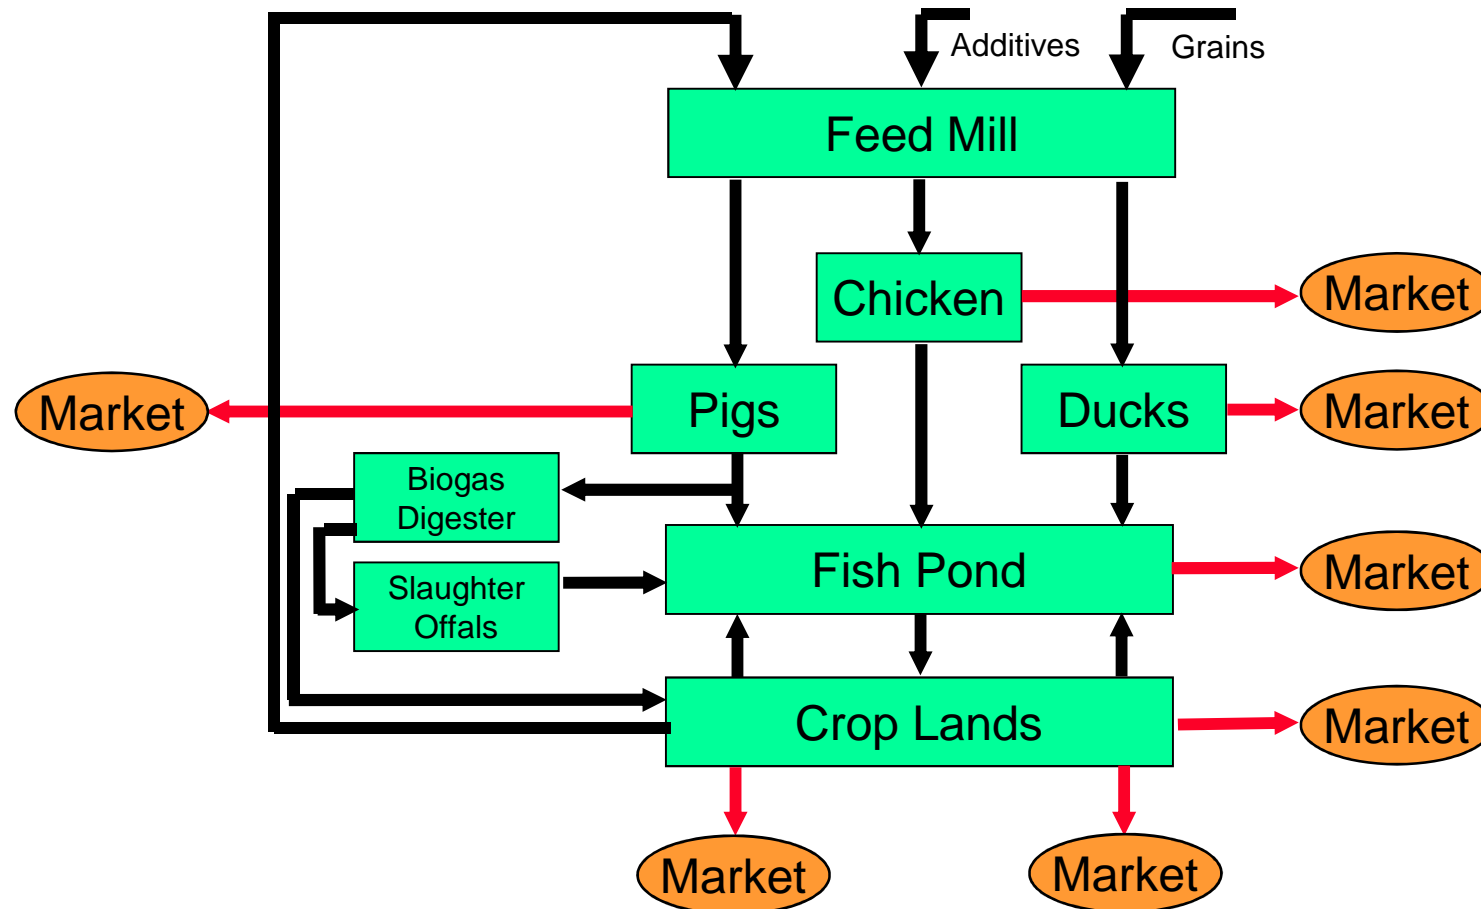 Additives
Grains
Feed Mill
Chicken
Market
Market
Pigs
Ducks
Market
Biogas
Digester
Fish Pond
Market
Slaughter
Offals
Crop Lands
Market
Market
Market